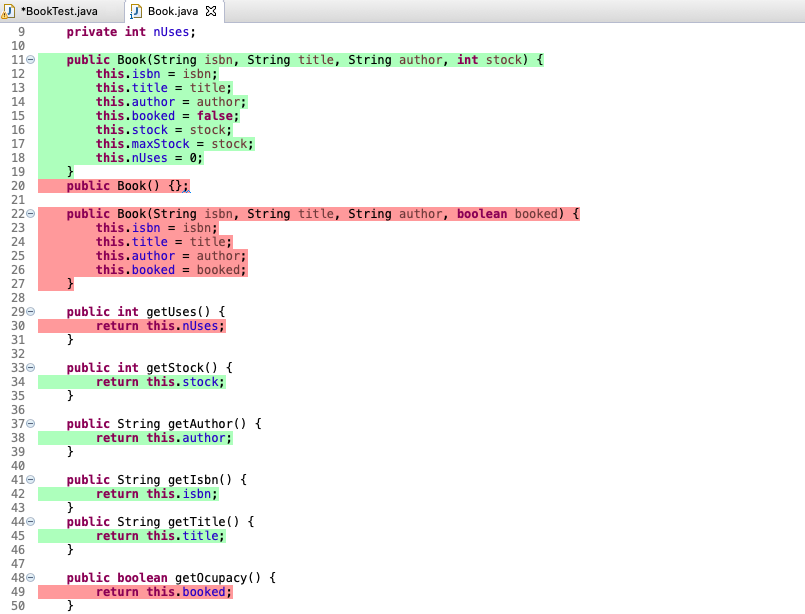 *BookTest.java Book.java
9 private int nUses;
10
11 public Book(String isbn, String title, String author, int stock) {
12 this.isbn = isbn;
13 this.title = title;
14 this.author = author;
15 this.booked = false;
16 this.stock = stock;
17 this.maxStock = stock;
18 this.nUses = 0;
19 }
20 public Book() {};
21
22 public Book(String isbn, String title, String author, boolean booked) {
23 this.isbn = isbn;
24 this.title = title;
25 this.author = author;
26 this.booked = booked;
27 }
28
29 public int getUses() {
30 return this.nUses;
31 }
32
33 public int getStock() {
34 return this.stock;
35 }
36
37 public String getAuthor() {
38 return this.author;
39 }
40
41 public String getIsbn() {
42 return this.isbn;
43 }
44 public String getTitle() {
45 return this.title;
46 }
47
48 public boolean getOcupacy() {
49 return this.booked;
50 }